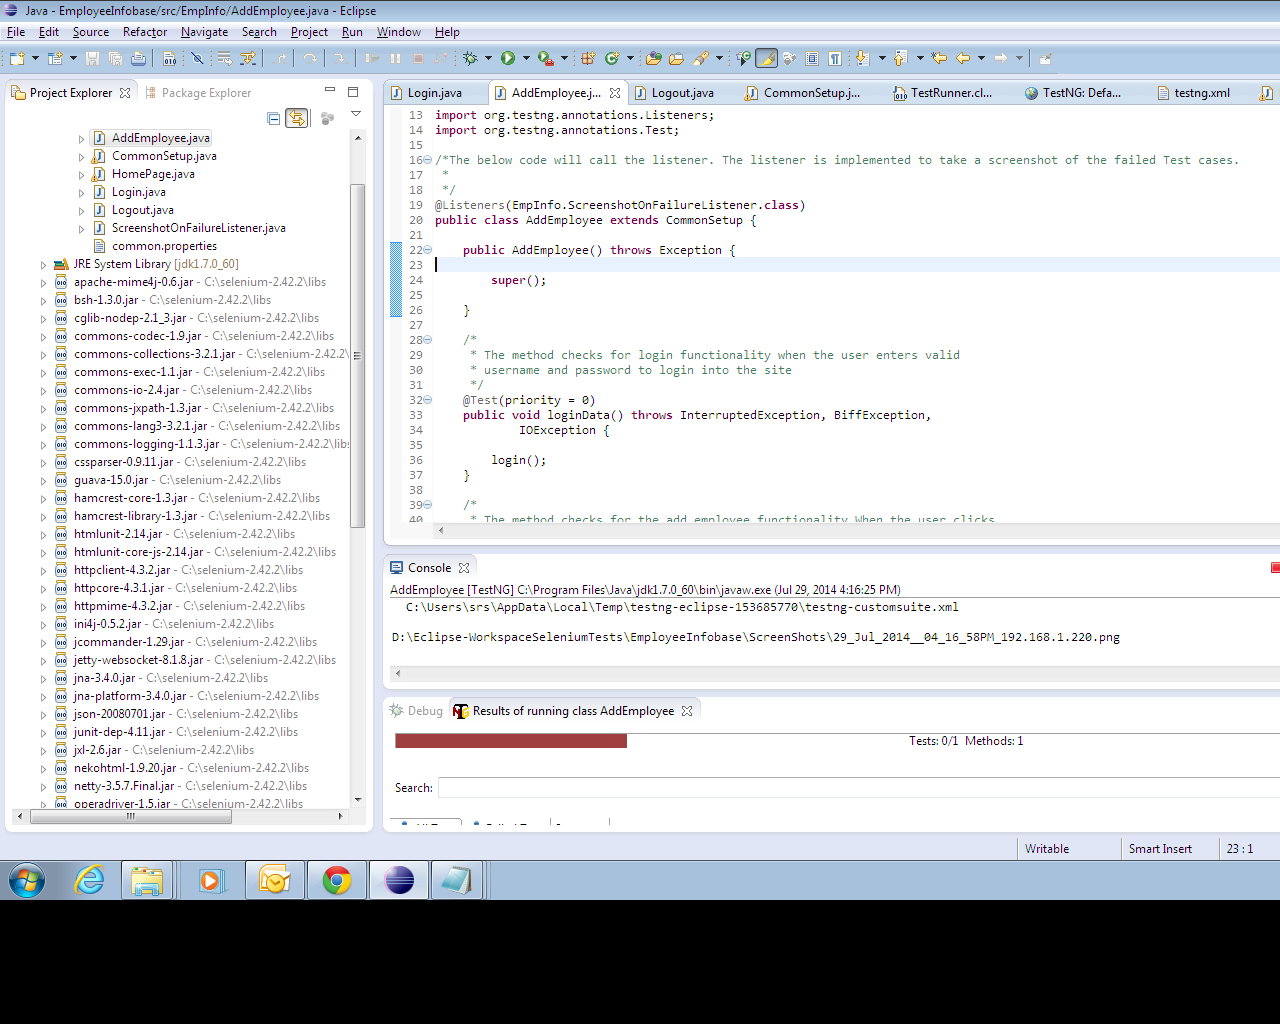 Java - EmployeeInfobase/src/EmpInfo/AddEmployee.java - Eclipse
File Edit Source Refactor Navigate Search Project Run Window Help
Project Explorer Package Explorer
AddEmployee.java
CommonSetup.java
HomePage.java
Login.java
Logout.java
ScreenshotOnFailureListener.java
common.properties
JRE System Library [jdk1.7.0_60]
apache-mime4j-0.6.jar - C:\selenium-2.42.2\libs
bsh-1.3.0.jar - C:\selenium-2.42.2\libs
cglib-nodep-2.1_3.jar - C:\selenium-2.42.2\libs
commons-codec-1.9.jar - C:\selenium-2.42.2\libs
commons-collections-3.2.1.jar - C:\selenium-2.42.2\
commons-exec-1.1.jar - C:\selenium-2.42.2\libs
commons-io-2.4.jar - C:\selenium-2.42.2\libs
commons-jxpath-1.3.jar - C:\selenium-2.42.2\libs
commons-lang3-3.2.1.jar - C:\selenium-2.42.2\libs
commons-logging-1.1.3.jar - C:\selenium-2.42.2\libs
cssparser-0.9.11.jar - C:\selenium-2.42.2\libs
guava-15.0.jar - C:\selenium-2.42.2\libs
hamcrest-core-1.3.jar - C:\selenium-2.42.2\libs
hamcrest-library-1.3.jar - C:\selenium-2.42.2\libs
htmlunit-2.14.jar - C:\selenium-2.42.2\libs
htmlunit-core-js-2.14.jar - C:\selenium-2.42.2\libs
httpclient-4.3.2.jar - C:\selenium-2.42.2\libs
httpcore-4.3.1.jar - C:\selenium-2.42.2\libs
httpmime-4.3.2.jar - C:\selenium-2.42.2\libs
ini4j-0.5.2.jar - C:\selenium-2.42.2\libs
jcommander-1.29.jar - C:\selenium-2.42.2\libs
jetty-websocket-8.1.8.jar - C:\selenium-2.42.2\libs
jna-3.4.0.jar - C:\selenium-2.42.2\libs
jna-platform-3.4.0.jar - C:\selenium-2.42.2\libs
json-20080701.jar - C:\selenium-2.42.2\libs
junit-dep-4.11.jar - C:\selenium-2.42.2\libs
jxl-2.6.jar - C:\selenium-2.42.2\libs
nekohtml-1.9.20.jar - C:\selenium-2.42.2\libs
netty-3.5.7.Final.jar - C:\selenium-2.42.2\libs
operadriver-1.5.jar - C:\selenium-2.42.2\libs
Login.java AddEmployee.j... Logout.java CommonSetup.j... TestRunner.cl... TestNG: Defa... testng.xml
13 import org.testng.annotations.Listeners;
14 import org.testng.annotations.Test;
15
16 /*The below code will call the listener. The listener is implemented to take a screenshot of the failed Test cases.
17 *
18 */
19 @Listeners(EmpInfo.ScreenshotOnFailureListener.class)
20 public class AddEmployee extends CommonSetup {
21
22 public AddEmployee() throws Exception {
23
24 super();
25
26 }
27
28 /*
29 * The method checks for login functionality when the user enters valid
30 * username and password to login into the site
31 */
32 @Test(priority = 0)
33 public void loginData() throws InterruptedException, BiffException,
34 IOException {
35
36 login();
37 }
38
39 /*
40 * The method checks for the add employee functionality When the user clicks
Console
AddEmployee [TestNG] C:\Program Files\Java\jdk1.7.0_60\bin\javaw.exe (Jul 29, 2014 4:16:25 PM)
C:\Users\srs\AppData\Local\Temp\testng-eclipse-153685770\testng-customsuite.xml
D:\Eclipse-WorkspaceSeleniumTests\EmployeeInfobase\ScreenShots\29_Jul_2014__04_16_58PM_192.168.1.220.png
Debug Results of running class AddEmployee
Tests: 0/1 Methods: 1
Search:
Writable Smart Insert 23 : 1